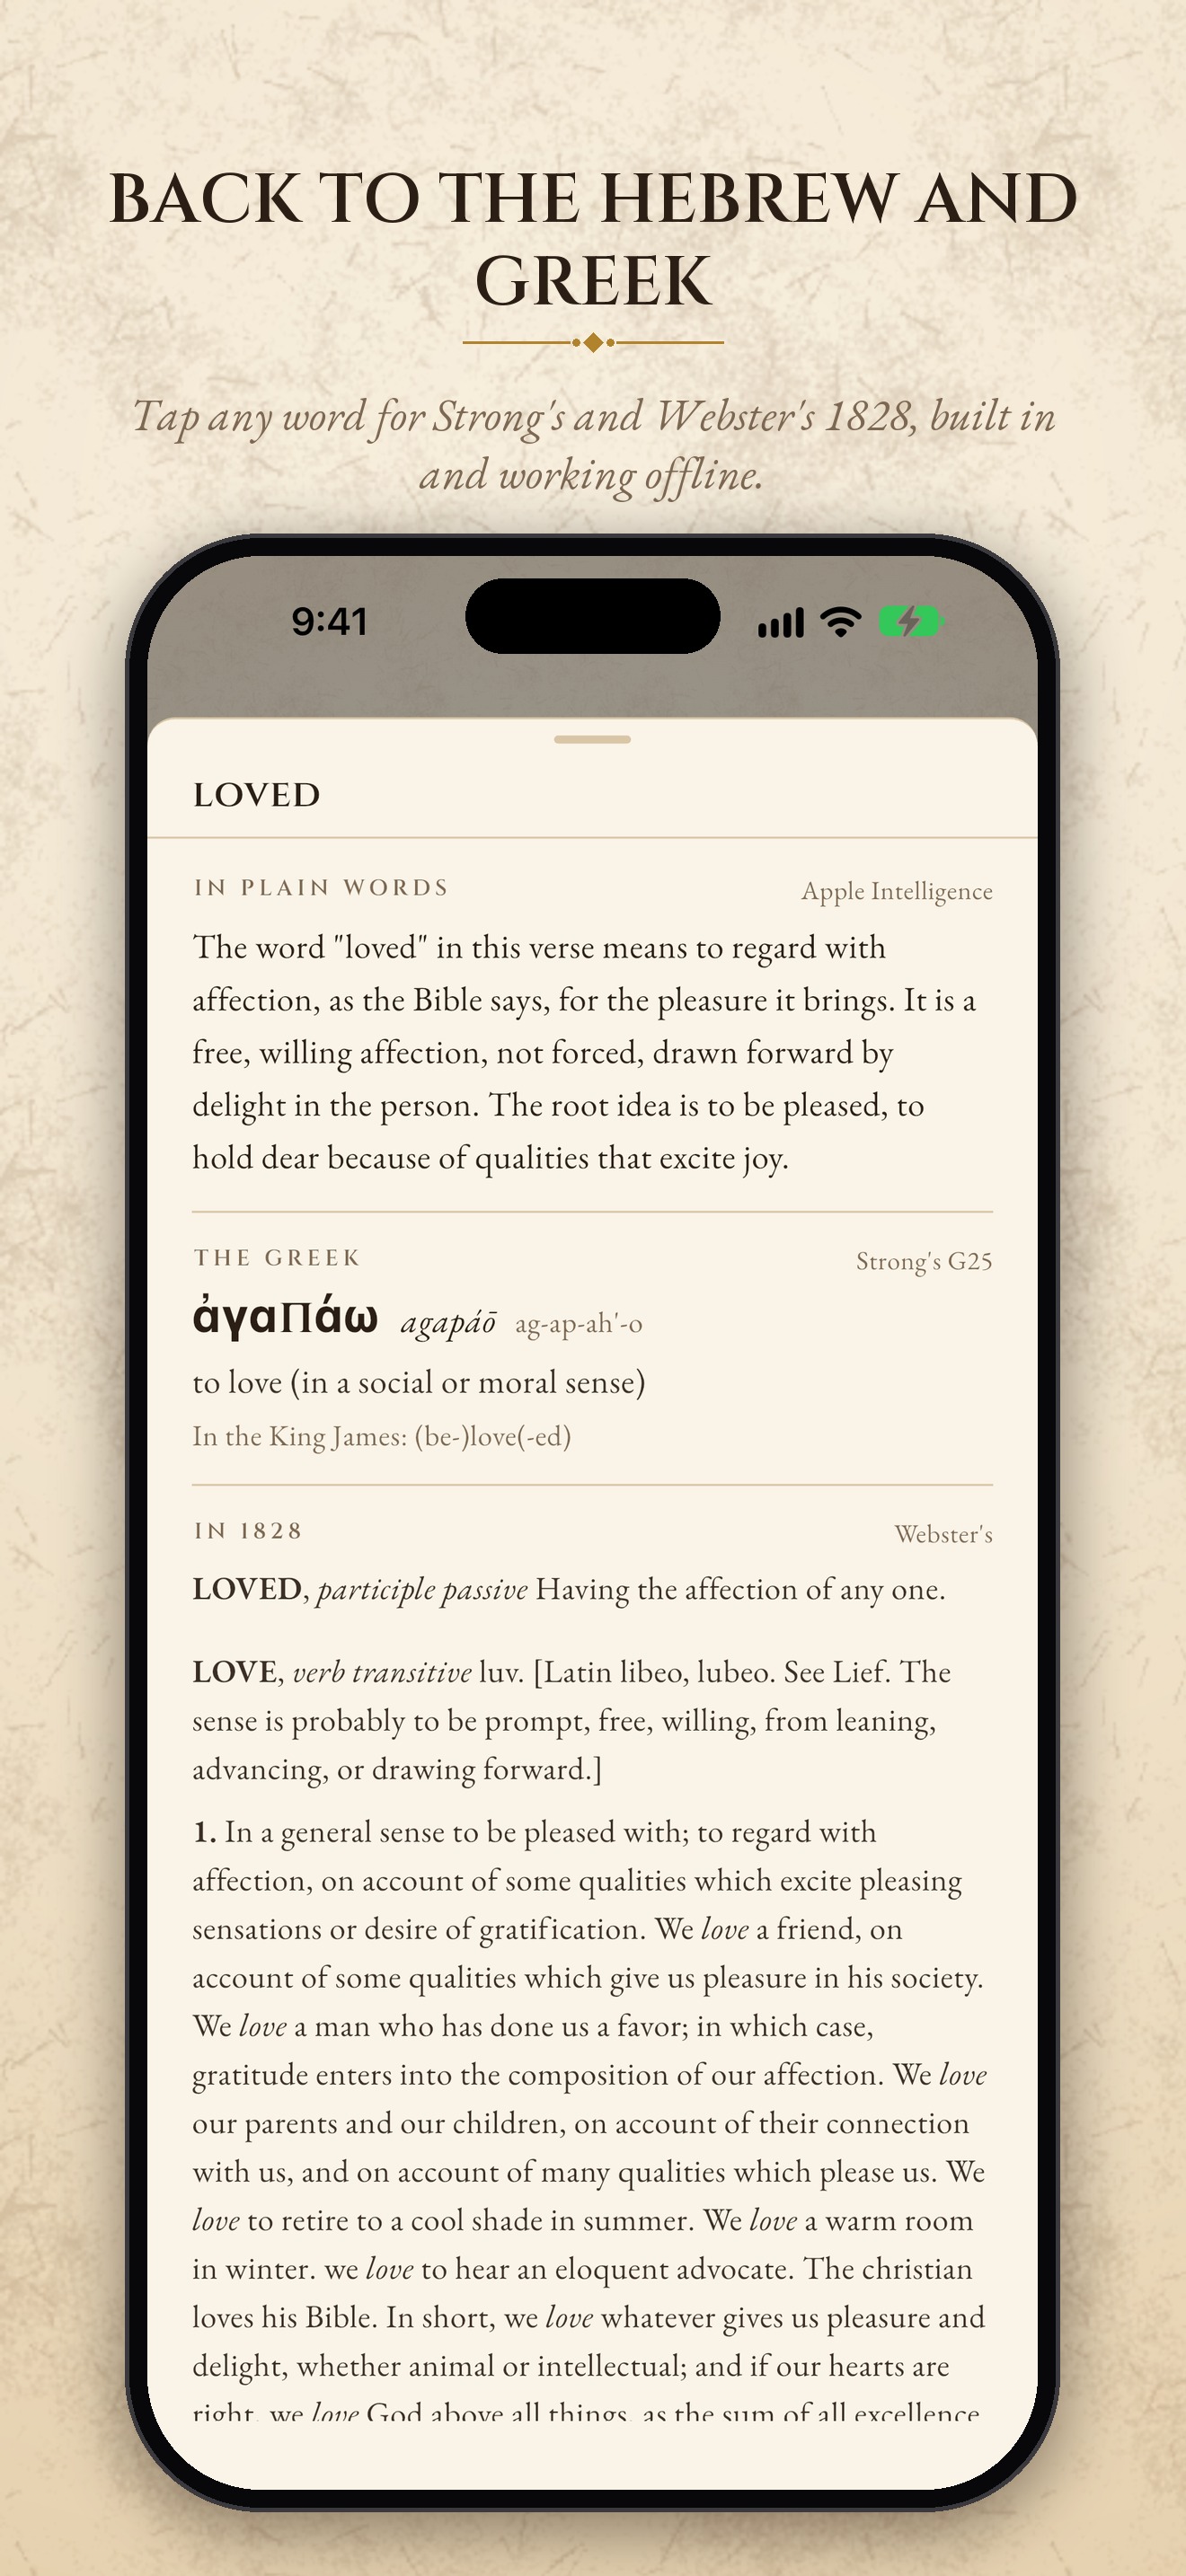 BACK TO THE HEBREW AND
GREEK
Tap any word for Strong's and Webster's 1828, built in
and working offline.
9:41
LOVED
IN PLAIN WORDS Apple Intelligence
The word "loved" in this verse means to regard with
affection, as the Bible says, for the pleasure it brings. It is a
free, willing affection, not forced, drawn forward by
delight in the person. The root idea is to be pleased, to
hold dear because of qualities that excite joy.
THE GREEK Strong's G25
ἀγαΠάω agapáō ag-ap-ah'-o
to love (in a social or moral sense)
In the King James: (be-)love(-ed)
IN 1828 Webster's
LOVED, participle passive Having the affection of any one.
LOVE, verb transitive luv. [Latin libeo, lubeo. See Lief. The
sense is probably to be prompt, free, willing, from leaning,
advancing, or drawing forward.]
1. In a general sense to be pleased with; to regard with
affection, on account of some qualities which excite pleasing
sensations or desire of gratification. We love a friend, on
account of some qualities which give us pleasure in his society.
We love a man who has done us a favor; in which case,
gratitude enters into the composition of our affection. We love
our parents and our children, on account of their connection
with us, and on account of many qualities which please us. We
love to retire to a cool shade in summer. We love a warm room
in winter. we love to hear an eloquent advocate. The christian
loves his Bible. In short, we love whatever gives us pleasure and
delight, whether animal or intellectual; and if our hearts are
right, we love God above all things, as the sum of all excellence